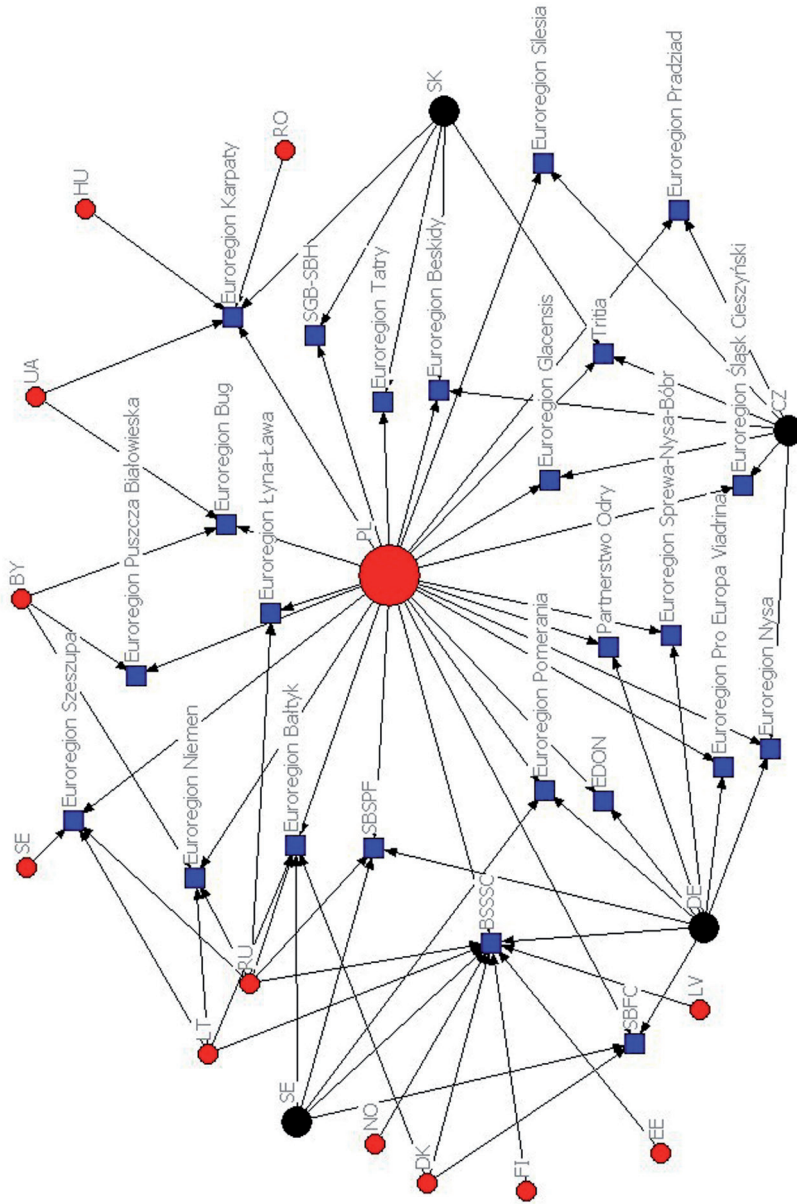 SE
BY
UA
HU
RO
Euroregion Szeszupa
Euroregion Puszcza Białowieska
Euroregion Bug
Euroregion Karpaty
Euroregion Niemen
Euroregion Łyna-Ława
SGB-SBH
LT
RU
Euroregion Bałtyk
Euroregion Tatry
SE
SBSPF
PL
Euroregion Beskidy
SK
NO
DK
BSSSC
Euroregion Pomerania
Euroregion Glacensis
Euroregion Silesia
FI
EDON
Partnerstwo Odry
Tritia
SBFC
Euroregion Sprewa-Nysa-Bóbr
Euroregion Pradziad
EE
LV
DE
Euroregion Pro Europa Viadrina
Euroregion Śląsk Cieszyński
Euroregion Nysa
CZ